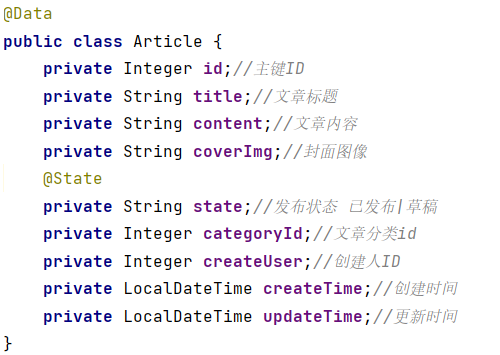 @Data
public class Article {
    private Integer id;//主键ID
    private String title;//文章标题
    private String content;//文章内容
    private String coverImg;//封面图像
    @State
    private String state;//发布状态 已发布|草稿
    private Integer categoryId;//文章分类id
    private Integer createUser;//创建人ID
    private LocalDateTime createTime;//创建时间
    private LocalDateTime updateTime;//更新时间
}